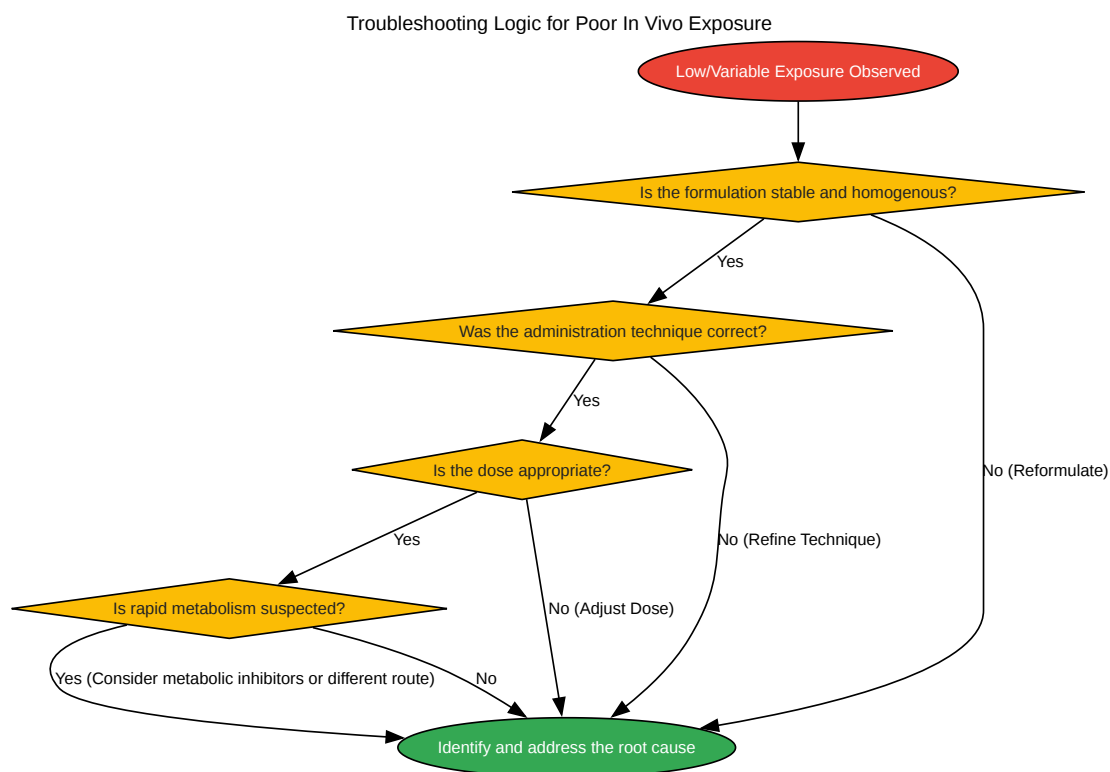 Troubleshooting Logic for Poor In Vivo Exposure
Low/Variable Exposure Observed
Is the formulation stable and homogenous?
Yes
Was the administration technique correct?
Yes
Is the dose appropriate?
No (Reformulate)
Yes
No (Refine Technique)
Is rapid metabolism suspected?
No (Adjust Dose)
Yes (Consider metabolic inhibitors or different route)
No
Identify and address the root cause